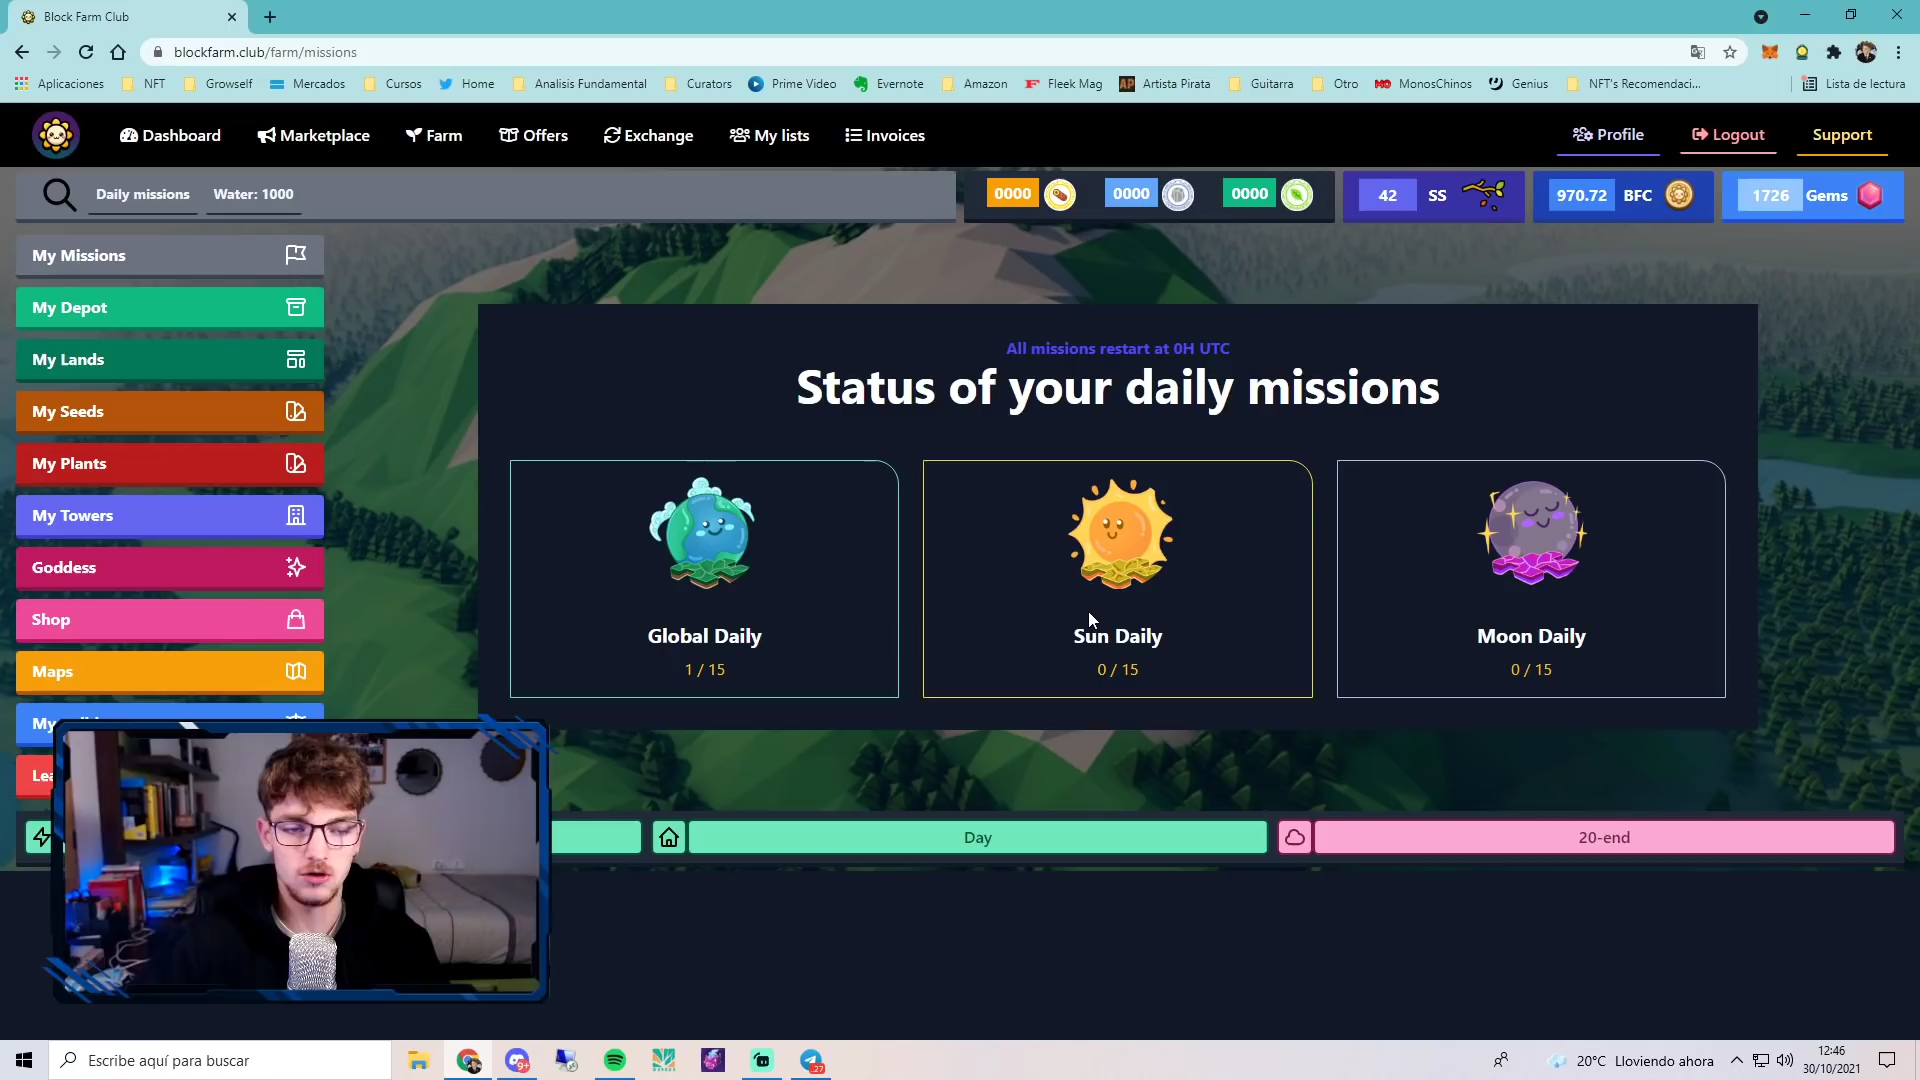 Block Farm Club
blockfarm.club/farm/missions
Aplicaciones NFT Growself Mercados Cursos Home Analisis Fundamental Curators Prime Video Evernote Amazon Fleek Mag Artista Pirata Guitarra Otro MonosChinos Genius NFT's Recomendaci... Lista de lectura
Dashboard Marketplace Farm Offers Exchange My lists Invoices Profile Logout Support
Daily missions Water: 1000 0000 0000 0000 42 SS 970.72 BFC 1726 Gems
My Missions
My Depot
My Lands
My Seeds
My Plants
My Towers
Goddess
Shop
Maps
My
Lea
All missions restart at 0H UTC
Status of your daily missions
Global Daily
1 / 15
Sun Daily
0 / 15
Moon Daily
0 / 15
Day
20-end
Escribe aquí para buscar
20°C Lloviendo ahora
12:46
30/10/2021